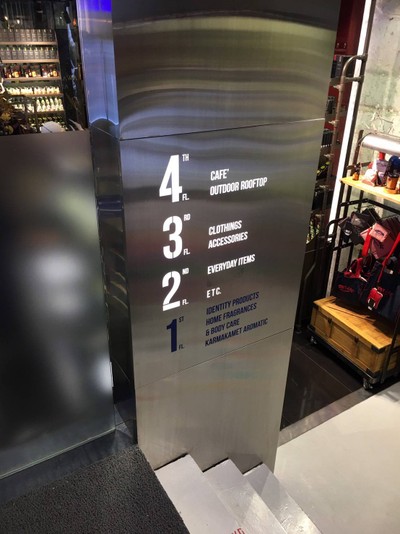 4TH FL. CAFE'
OUTDOOR ROOFTOP
3RD FL. CLOTHINGS
ACCESSORIES
2ND FL. EVERYDAY ITEMS
ETC.
1ST FL. IDENTITY PRODUCTS
HOME FRAGRANCES
& BODY CARE
KARMAKAMET AROMATIC